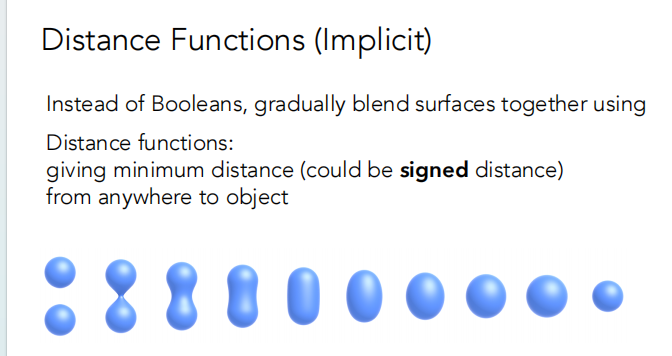 Distance Functions (Implicit)
Instead of Booleans, gradually blend surfaces together using
Distance functions:
giving minimum distance (could be signed distance)
from anywhere to object